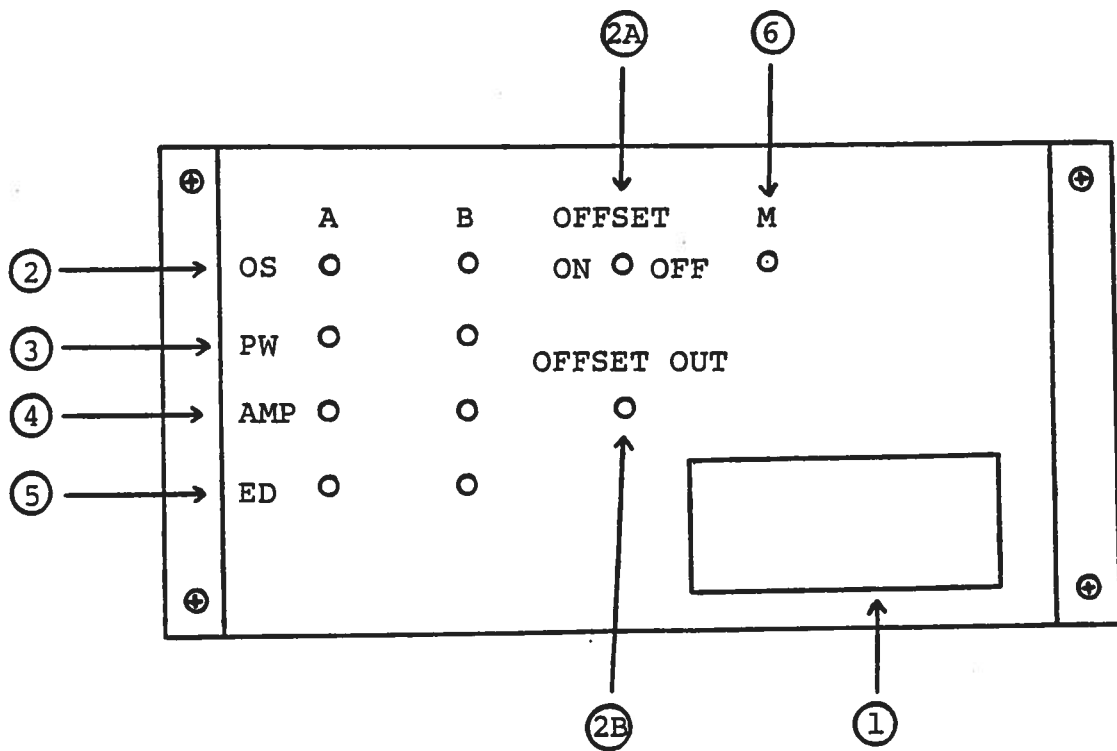 2A 6
A B OFFSET M
2 OS ON OFF
3 PW
OFFSET OUT
4 AMP
5 ED
2B 1